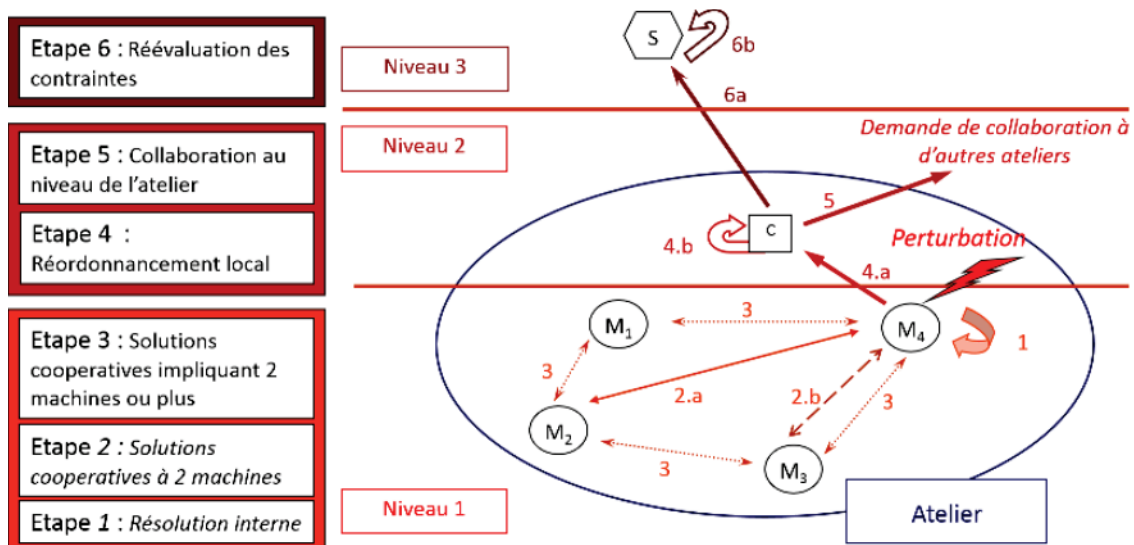 Etape 6 : Réévaluation des
contraintes
Etape 5 : Collaboration au
niveau de l'atelier
Etape 4 :
Réordonnancement local
Etape 3 : Solutions
cooperatives impliquant 2
machines ou plus
Etape 2 : Solutions
cooperatives à 2 machines
Etape 1 : Résolution interne
Niveau 3
S
6b
6a
Niveau 2
Demande de collaboration à
d'autres ateliers
5
C
4.b
Perturbation
4.a
M1
3
M4
1
3
2.a
2.b
3
M2
3
M3
Niveau 1
Atelier